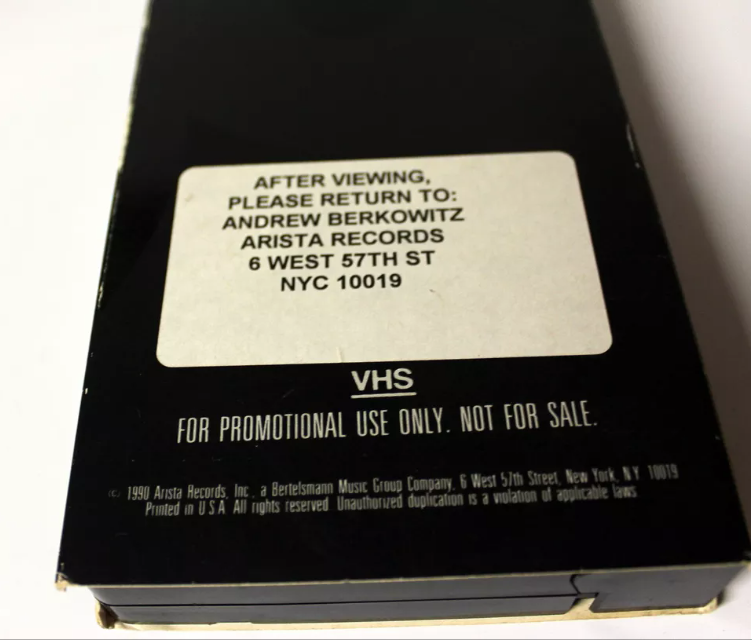 AFTER VIEWING,
PLEASE RETURN TO:
ANDREW BERKOWITZ
ARISTA RECORDS
6 WEST 57TH ST
NYC 10019
VHS
FOR PROMOTIONAL USE ONLY. NOT FOR SALE.
© 1990 Arista Records, Inc., a Bertelsmann Music Group Company, 6 West 57th Street, New York, N.Y. 10019
Printed in U.S.A. All rights reserved. Unauthorized duplication is a violation of applicable laws.